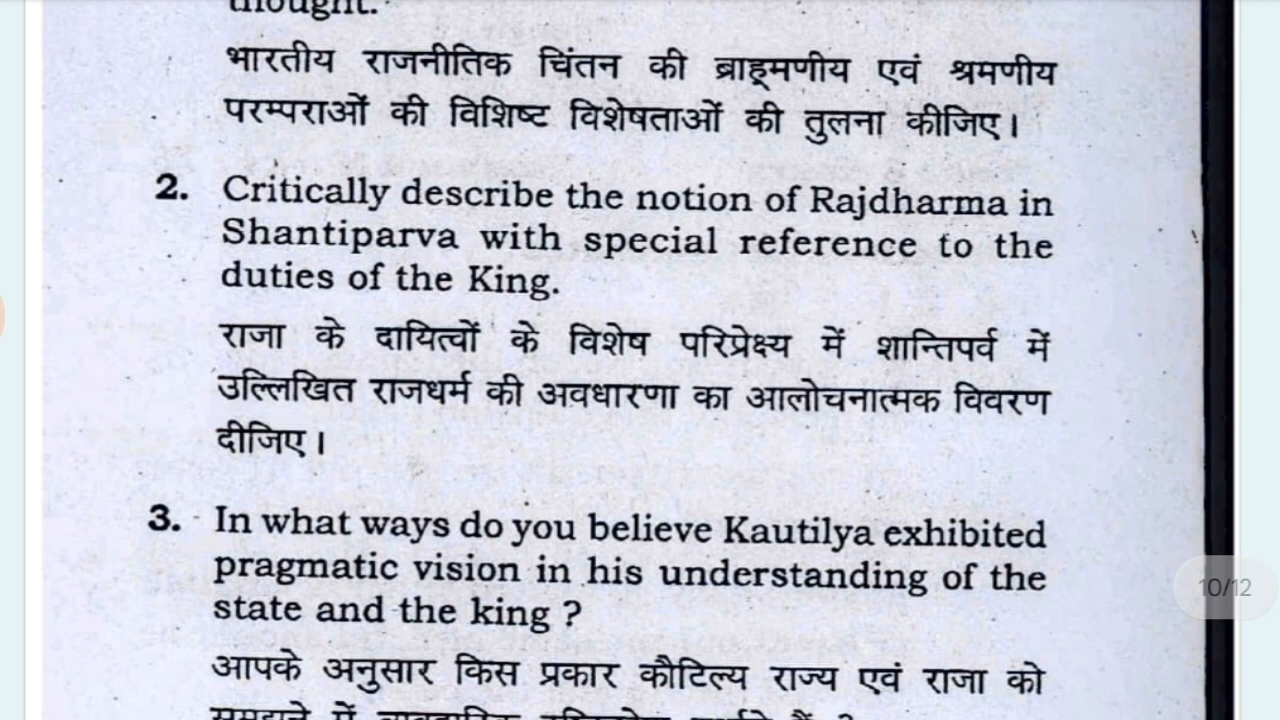 thought.
भारतीय राजनीतिक चिंतन की ब्राह्मणीय एवं श्रमणीय
परम्पराओं की विशिष्ट विशेषताओं की तुलना कीजिए।
2. Critically describe the notion of Rajdharma in
Shantiparva with special reference to the
duties of the King.
राजा के दायित्वों के विशेष परिप्रेक्ष्य में शान्तिपर्व में
उल्लिखित राजधर्म की अवधारणा का आलोचनात्मक विवरण
दीजिए।
3. In what ways do you believe Kautilya exhibited
pragmatic vision in his understanding of the
state and the king ?
10/12
आपके अनुसार किस प्रकार कौटिल्य राज्य एवं राजा को